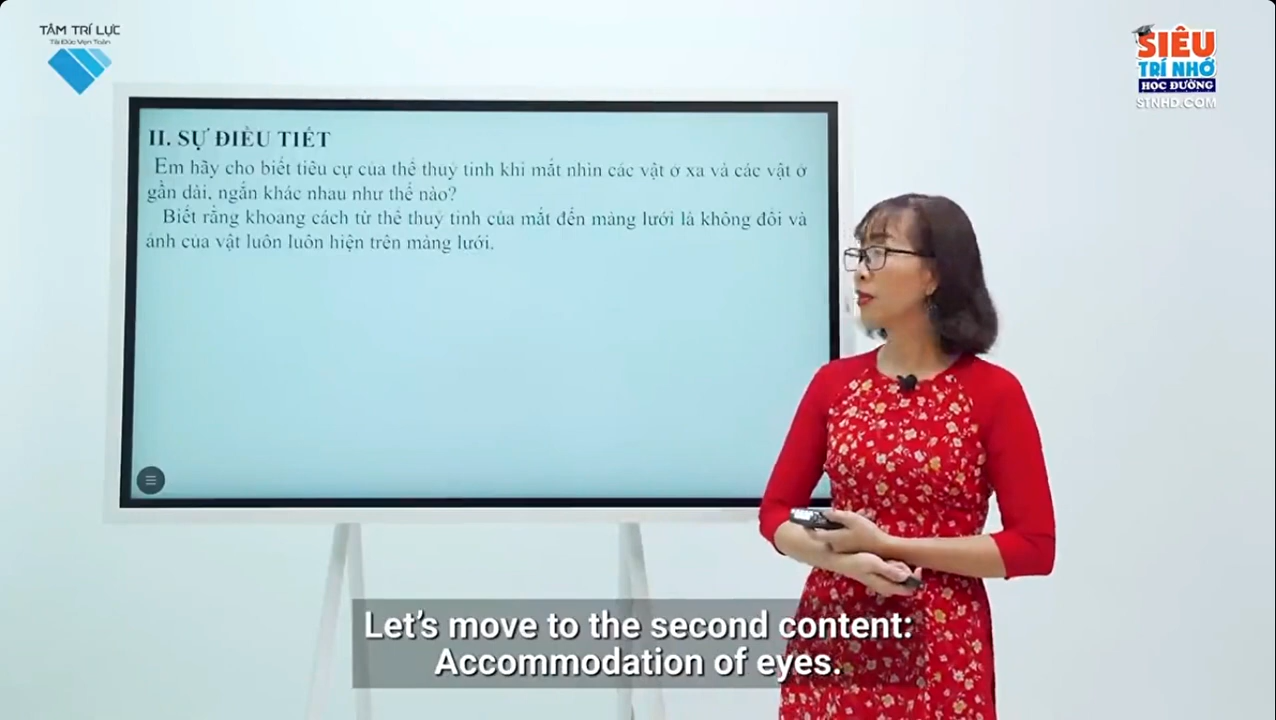 TÂM TRÍ LỰC
Tài Đức Vẹn Toàn
SIÊU
TRÍ NHỚ
HỌC ĐƯỜNG
STNHD.COM
II. SỰ ĐIỀU TIẾT
Em hãy cho biết tiêu cự của thể thuỷ tinh khi mắt nhìn các vật ở xa và các vật ở
gần dài, ngắn khác nhau như thế nào?
Biết rằng khoang cách từ thể thuỷ tinh của mắt đến màng lưới là không đổi và
ảnh của vật luôn luôn hiện trên màng lưới.
Let's move to the second content:
Accommodation of eyes.